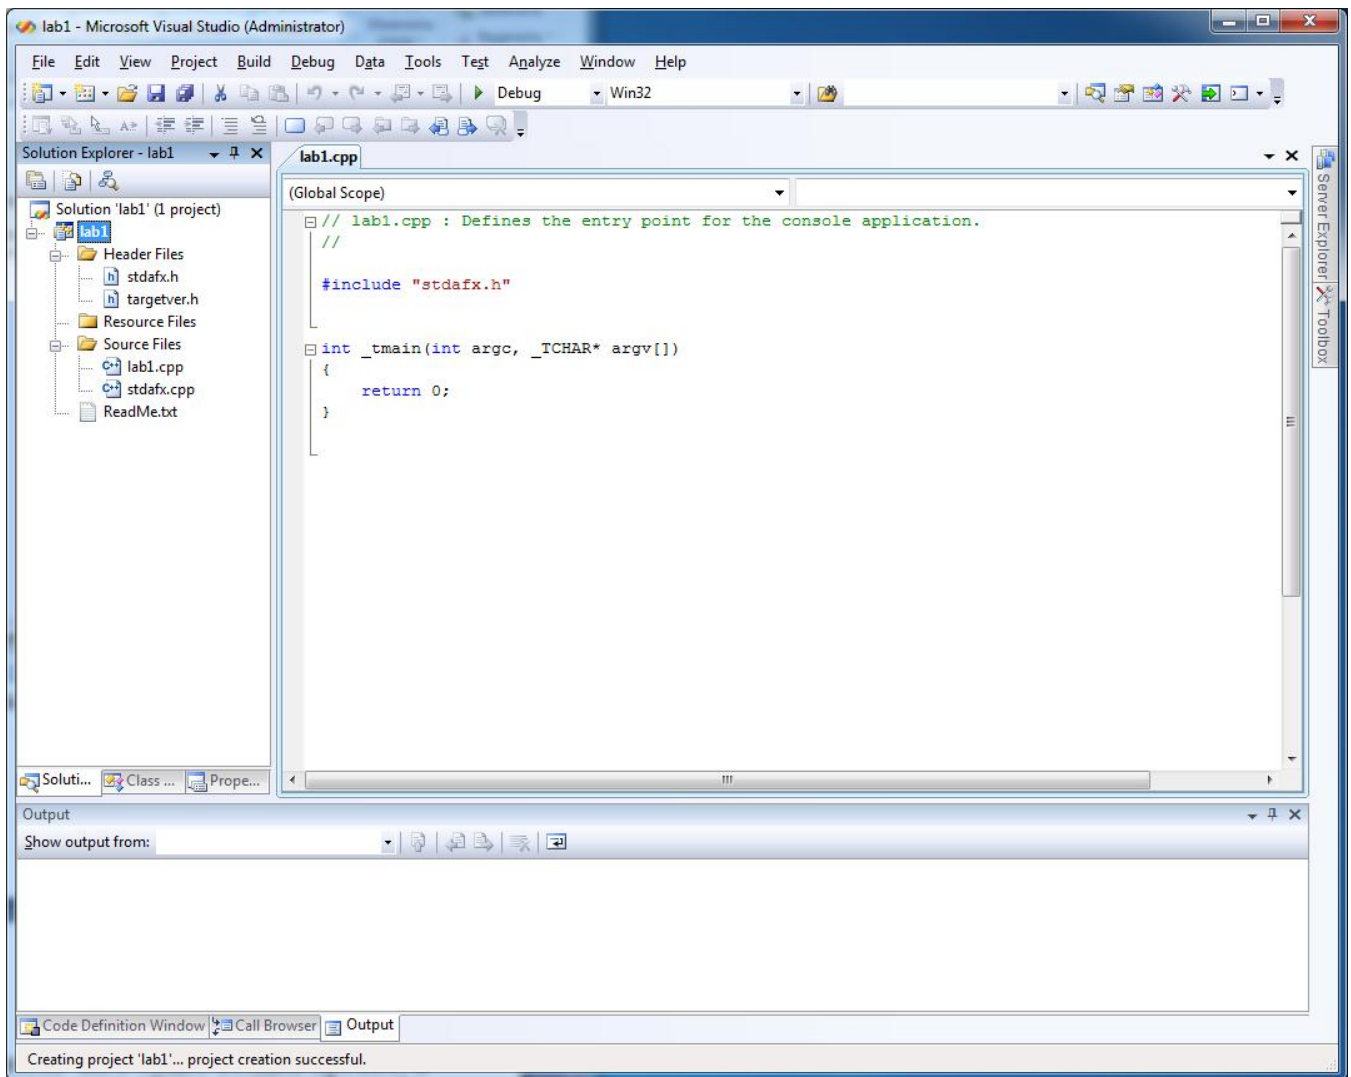 lab1 - Microsoft Visual Studio (Administrator)
File Edit View Project Build Debug Data Tools Test Analyze Window Help
Debug Win32
Solution Explorer - lab1
lab1.cpp
(Global Scope)
Solution 'lab1' (1 project)
lab1
Header Files
stdafx.h
targetver.h
Resource Files
Source Files
lab1.cpp
stdafx.cpp
ReadMe.txt
// lab1.cpp : Defines the entry point for the console application.
//
#include "stdafx.h"
int _tmain(int argc, _TCHAR* argv[])
{
return 0;
}
Server Explorer
Toolbox
Soluti... Class ... Prope...
Output
Show output from:
Code Definition Window Call Browser Output
Creating project 'lab1'... project creation successful.